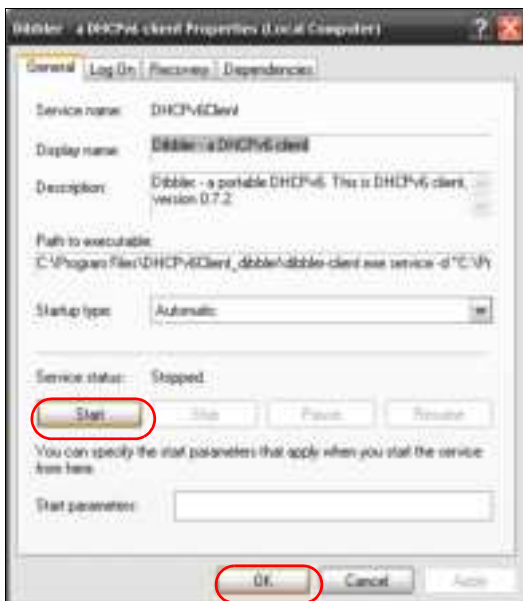 Dibbler - a DHCPv6 client Properties (Local Computer)
General Log On Recovery Dependencies
Service name: DHCPv6Client
Display name: Dibbler - a DHCPv6 client
Description: Dibbler - a portable DHCPv6. This is DHCPv6 client, version 0.7.2
Path to executable:
C:\Program Files\DHCPv6Client_dibbler\dibbler-client.exe service -d "C:\Pr
Startup type: Automatic
Service status: Stopped
Start Stop Pause Resume
You can specify the start parameters that apply when you start the service
from here.
Start parameters:
OK Cancel Apply